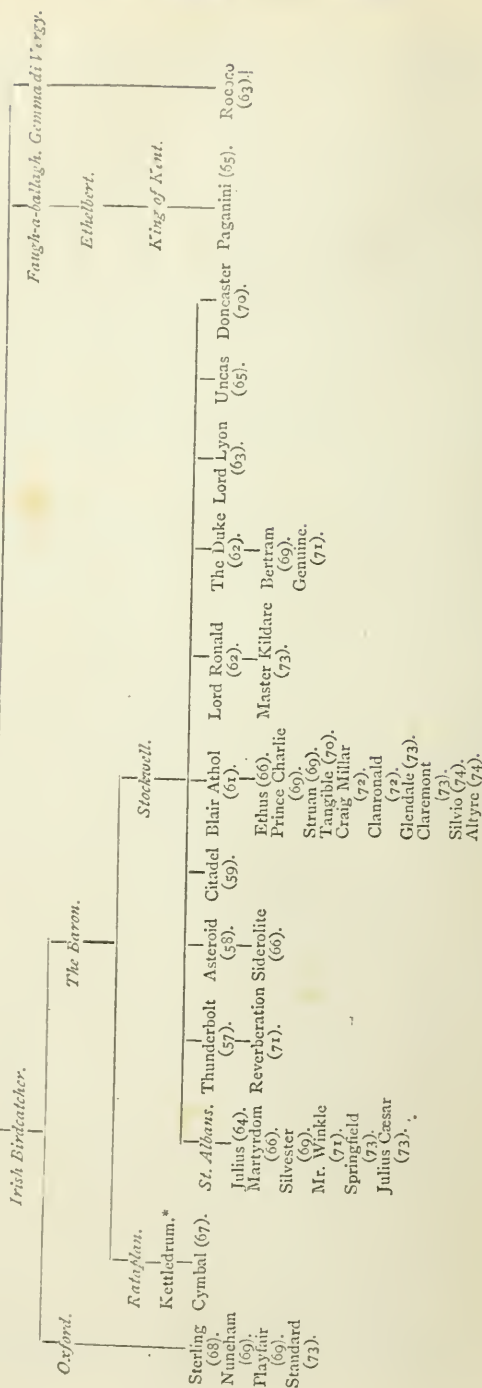 Irish Birdcatcher.
Faugh-a-ballagh. Gemma di Vergy.
Oxford.
The Baron.
Ethelbert.
Rataplan.
Stockwell.
King of Kent.
Kettledrum.*
Sterling
(68).
Nuneham
(69).
Playfair
(69).
Standard
(73).
Cymbal (67).
St. Albans.
Julius (64).
Martyrdom
(66).
Silvester
(69).
Mr. Winkle
(71).
Springfield
(73).
Julius Cæsar
(73).
Thunderbolt
(57).
Reverberation
(71).
Asteroid
(58).
Siderolite
(66).
Citadel
(59).
Blair Athol
(61).
Ethus (66).
Prince Charlie
(69).
Struan (69).
Tangible (70).
Craig Millar
(72).
Clanronald
(72).
Glendale (73).
Claremont
(73).
Silvio (74).
Altyre (74).
Lord Ronald
(62).
Master Kildare
(73).
The Duke
(62).
Bertram
(69).
Genuine.
(71).
Lord Lyon
(63).
Uncas
(65).
Doncaster
(70).
Paganini (65).
Rococo
(63).